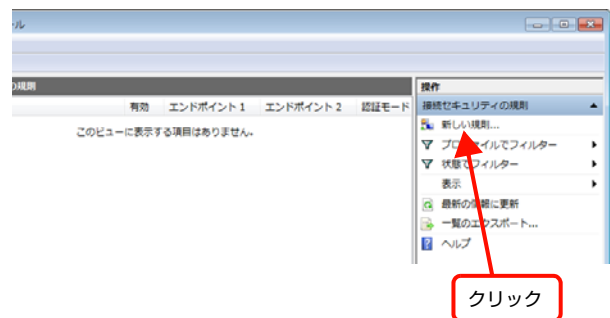 ル
の規則
有効 エンドポイント 1 エンドポイント 2 認証モード
このビューに表示する項目はありません。
操作
接続セキュリティの規則
新しい規則...
プロファイルでフィルター
状態でフィルター
表示
最新の情報に更新
一覧のエクスポート...
ヘルプ
クリック